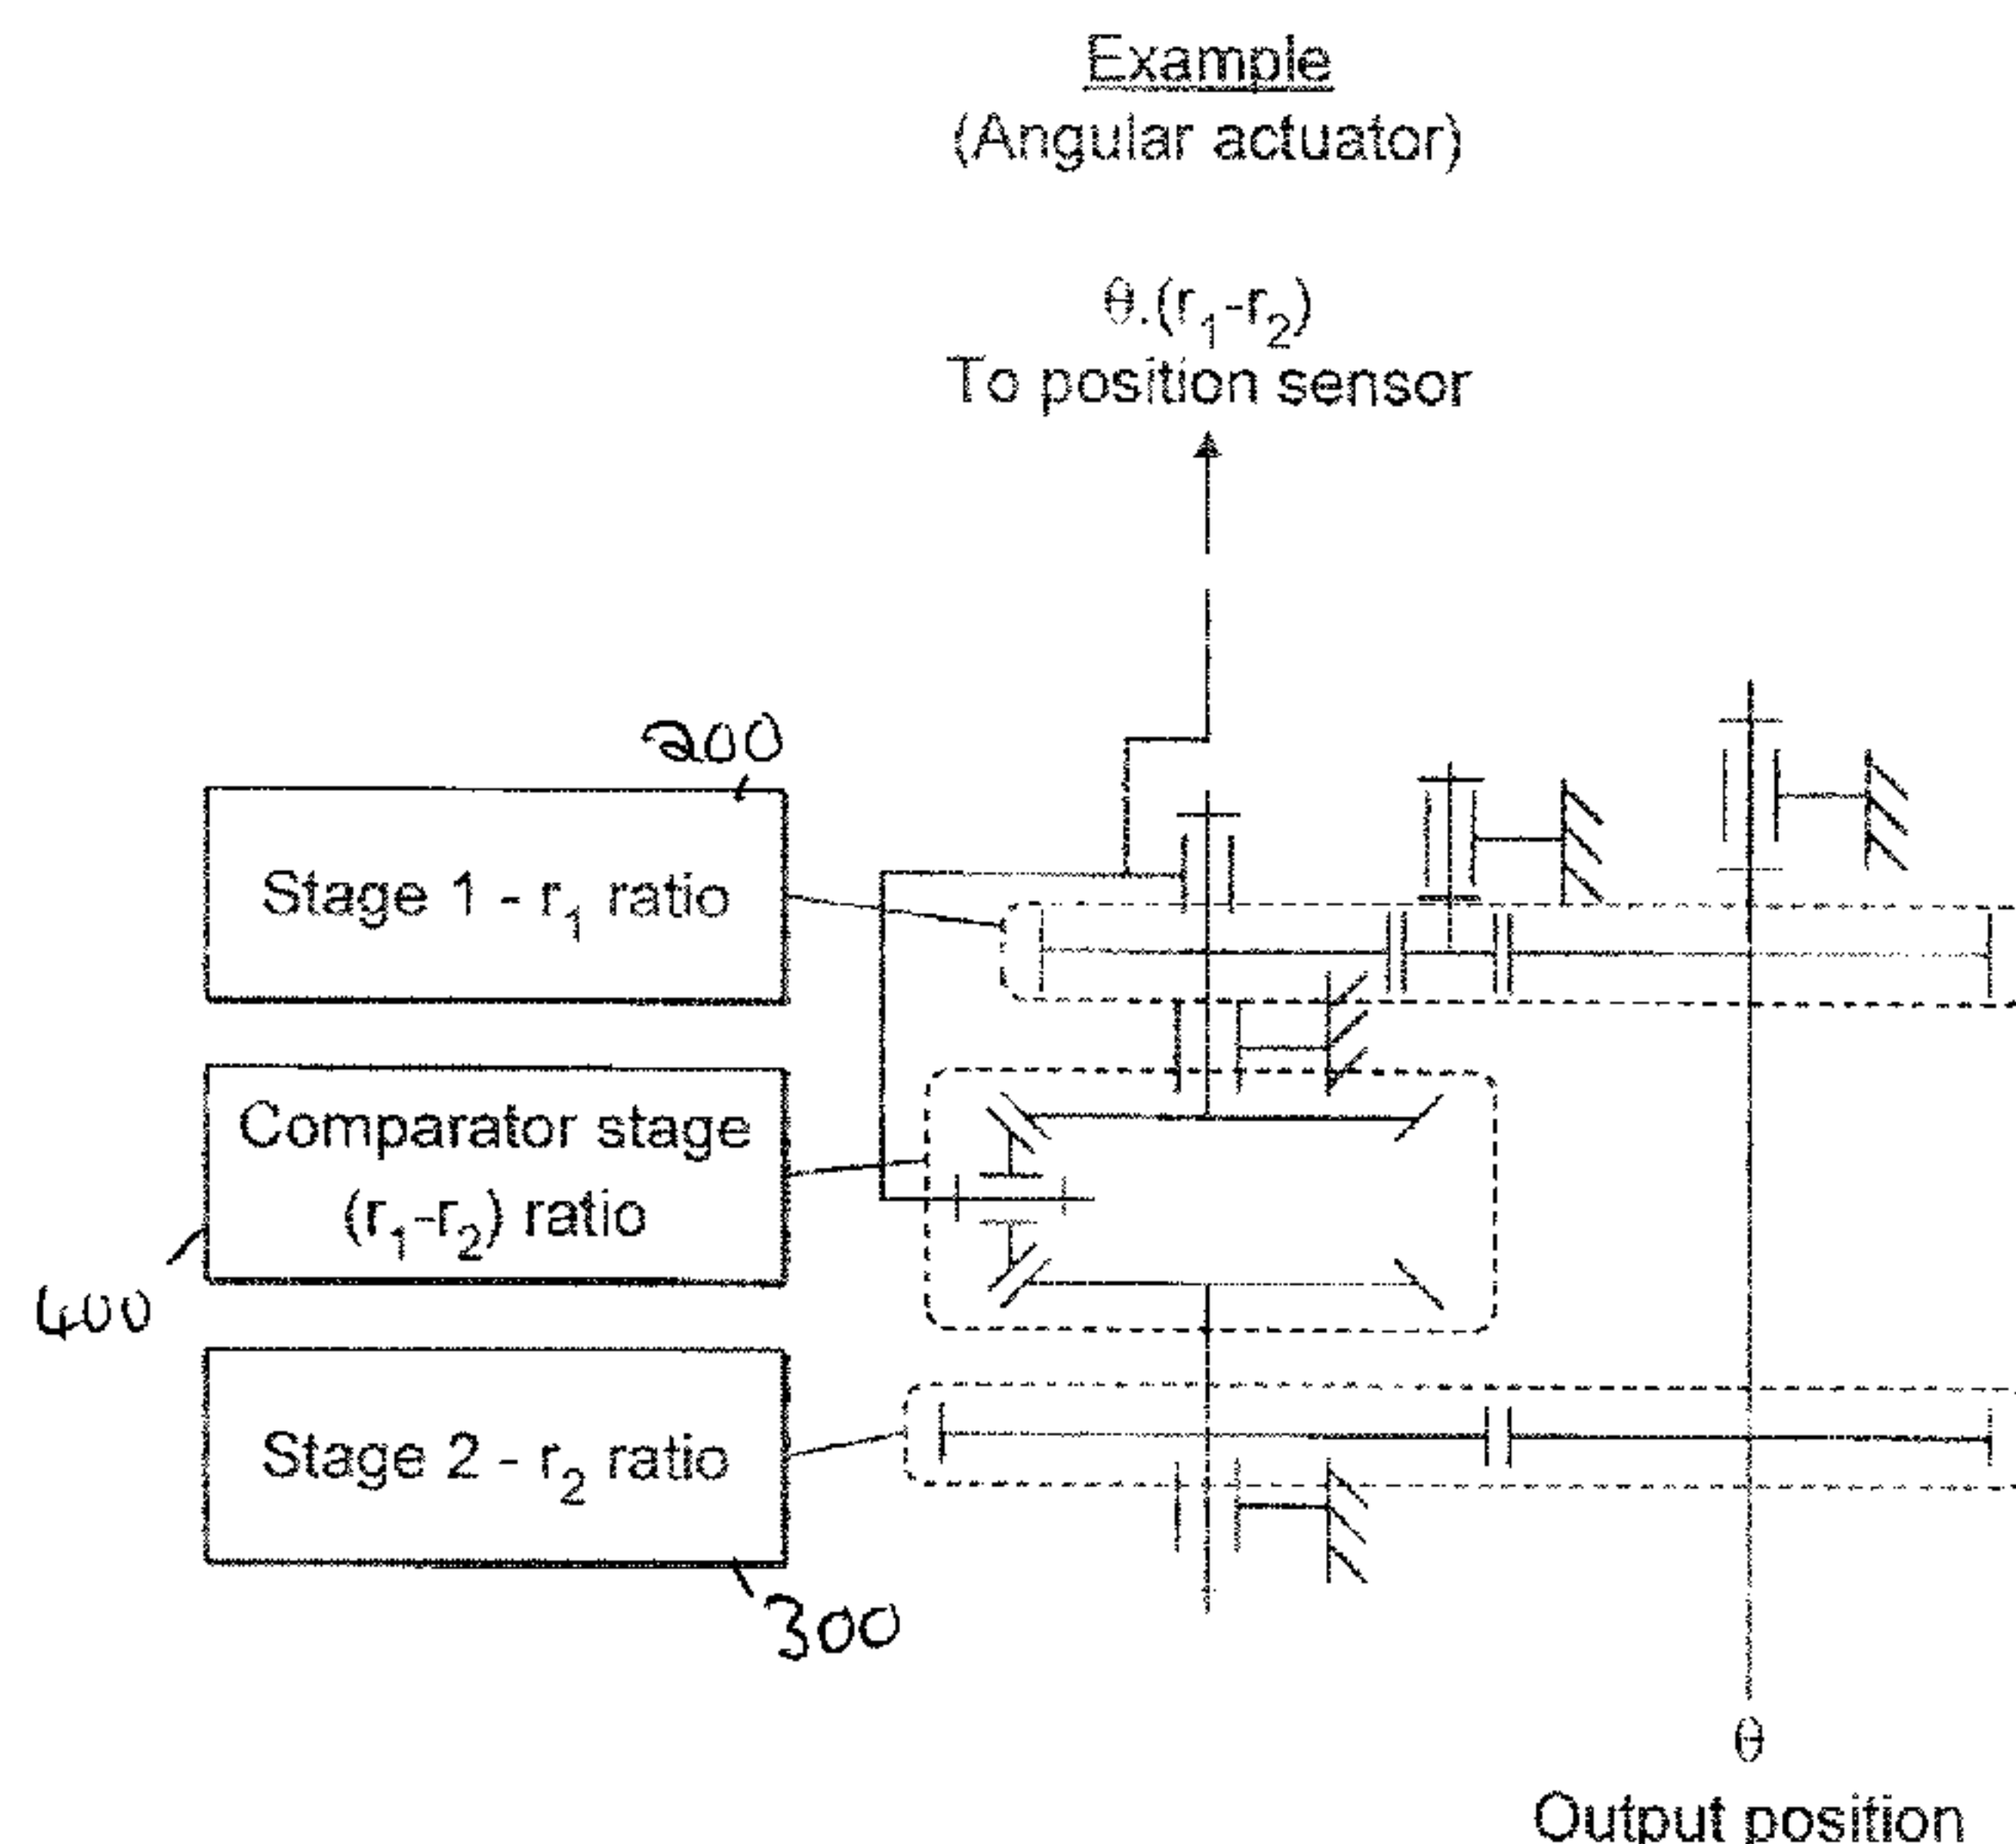 Example
(Angular actuator)
θ.(r₁-r₂)
To position sensor
200
Stage 1 - r₁ ratio
Comparator stage
(r₁-r₂) ratio
400
Stage 2 - r₂ ratio
300
θ
Output position